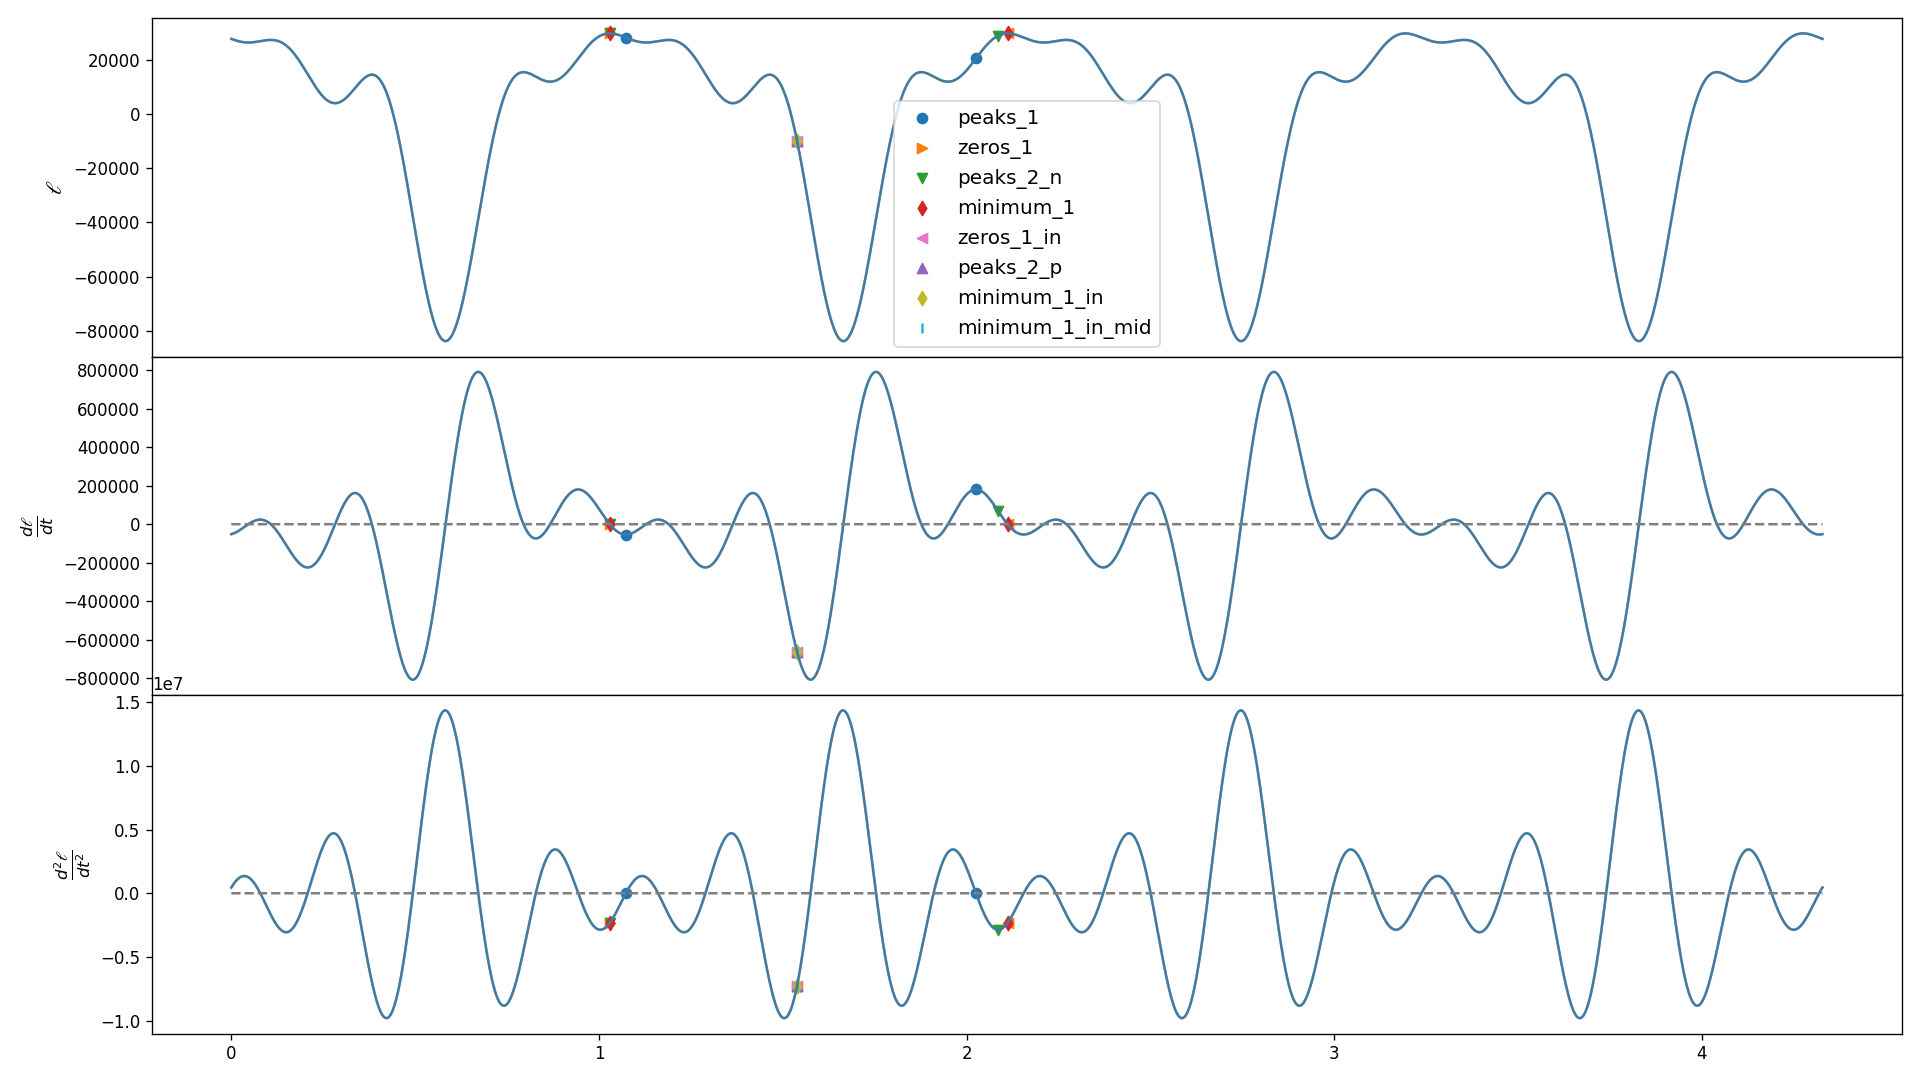 20000
0
−20000
−40000
−60000
−80000
ℓ
peaks_1
zeros_1
peaks_2_n
minimum_1
zeros_1_in
peaks_2_p
minimum_1_in
minimum_1_in_mid
800000
600000
400000
200000
0
−200000
−400000
−600000
−800000
dℓ
dt
1e7
1.5
1.0
0.5
0.0
−0.5
−1.0
d²ℓ
dt²
0 1 2 3 4